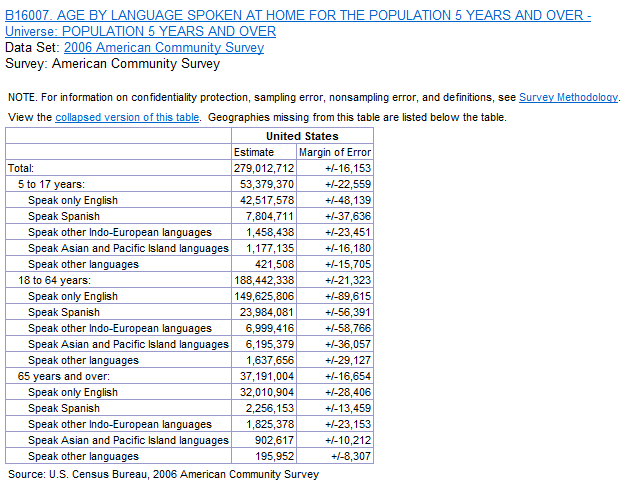 B16007. AGE BY LANGUAGE SPOKEN AT HOME FOR THE POPULATION 5 YEARS AND OVER -
Universe: POPULATION 5 YEARS AND OVER
Data Set: 2006 American Community Survey
Survey: American Community Survey
NOTE. For information on confidentiality protection, sampling error, nonsampling error, and definitions, see Survey Methodology.
View the collapsed version of this table. Geographies missing from this table are listed below the table.
United States
Estimate Margin of Error
Total: 279,012,712 +/-16,153
5 to 17 years: 53,379,370 +/-22,559
Speak only English 42,517,578 +/-48,139
Speak Spanish 7,804,711 +/-37,636
Speak other Indo-European languages 1,458,438 +/-23,451
Speak Asian and Pacific Island languages 1,177,135 +/-16,180
Speak other languages 421,508 +/-15,705
18 to 64 years: 188,442,338 +/-21,323
Speak only English 149,625,806 +/-89,615
Speak Spanish 23,984,081 +/-56,391
Speak other Indo-European languages 6,999,416 +/-58,766
Speak Asian and Pacific Island languages 6,195,379 +/-36,057
Speak other languages 1,637,656 +/-29,127
65 years and over: 37,191,004 +/-16,654
Speak only English 32,010,904 +/-28,406
Speak Spanish 2,256,153 +/-13,459
Speak other Indo-European languages 1,825,378 +/-23,153
Speak Asian and Pacific Island languages 902,617 +/-10,212
Speak other languages 195,952 +/-8,307
Source: U.S. Census Bureau, 2006 American Community Survey